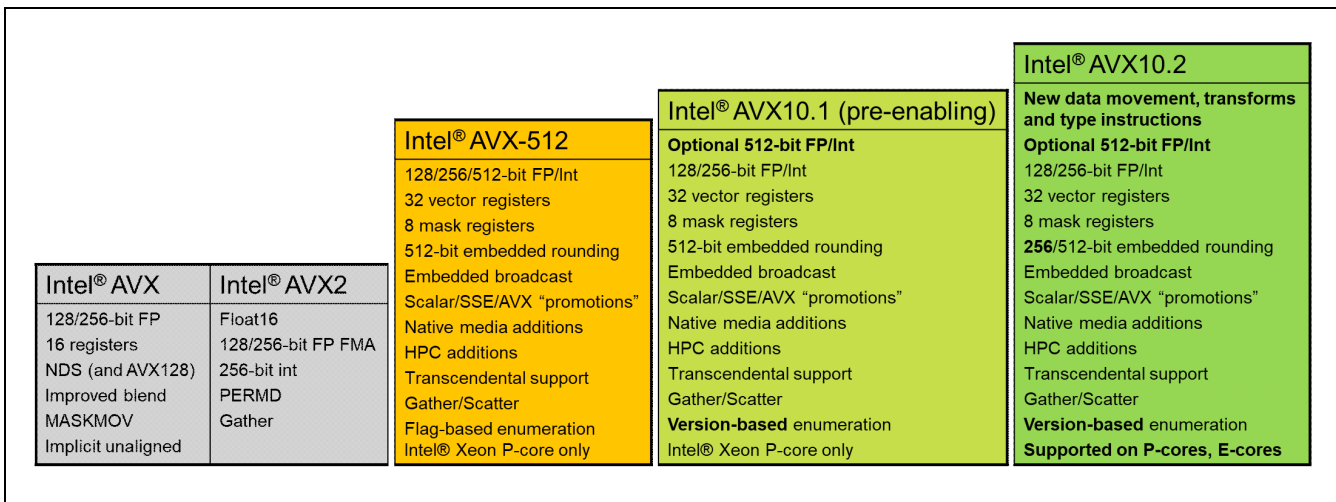 Intel® AVX
128/256-bit FP
16 registers
NDS (and AVX128)
Improved blend
MASKMOV
Implicit unaligned
Intel® AVX2
Float16
128/256-bit FP FMA
256-bit int
PERMD
Gather
Intel® AVX-512
128/256/512-bit FP/Int
32 vector registers
8 mask registers
512-bit embedded rounding
Embedded broadcast
Scalar/SSE/AVX “promotions”
Native media additions
HPC additions
Transcendental support
Gather/Scatter
Flag-based enumeration
Intel® Xeon P-core only
Intel® AVX10.1 (pre-enabling)
Optional 512-bit FP/Int
128/256-bit FP/Int
32 vector registers
8 mask registers
512-bit embedded rounding
Embedded broadcast
Scalar/SSE/AVX “promotions”
Native media additions
HPC additions
Transcendental support
Gather/Scatter
Version-based enumeration
Intel® Xeon P-core only
Intel® AVX10.2
New data movement, transforms
and type instructions
Optional 512-bit FP/Int
128/256-bit FP/Int
32 vector registers
8 mask registers
256/512-bit embedded rounding
Embedded broadcast
Scalar/SSE/AVX “promotions”
Native media additions
HPC additions
Transcendental support
Gather/Scatter
Version-based enumeration
Supported on P-cores, E-cores